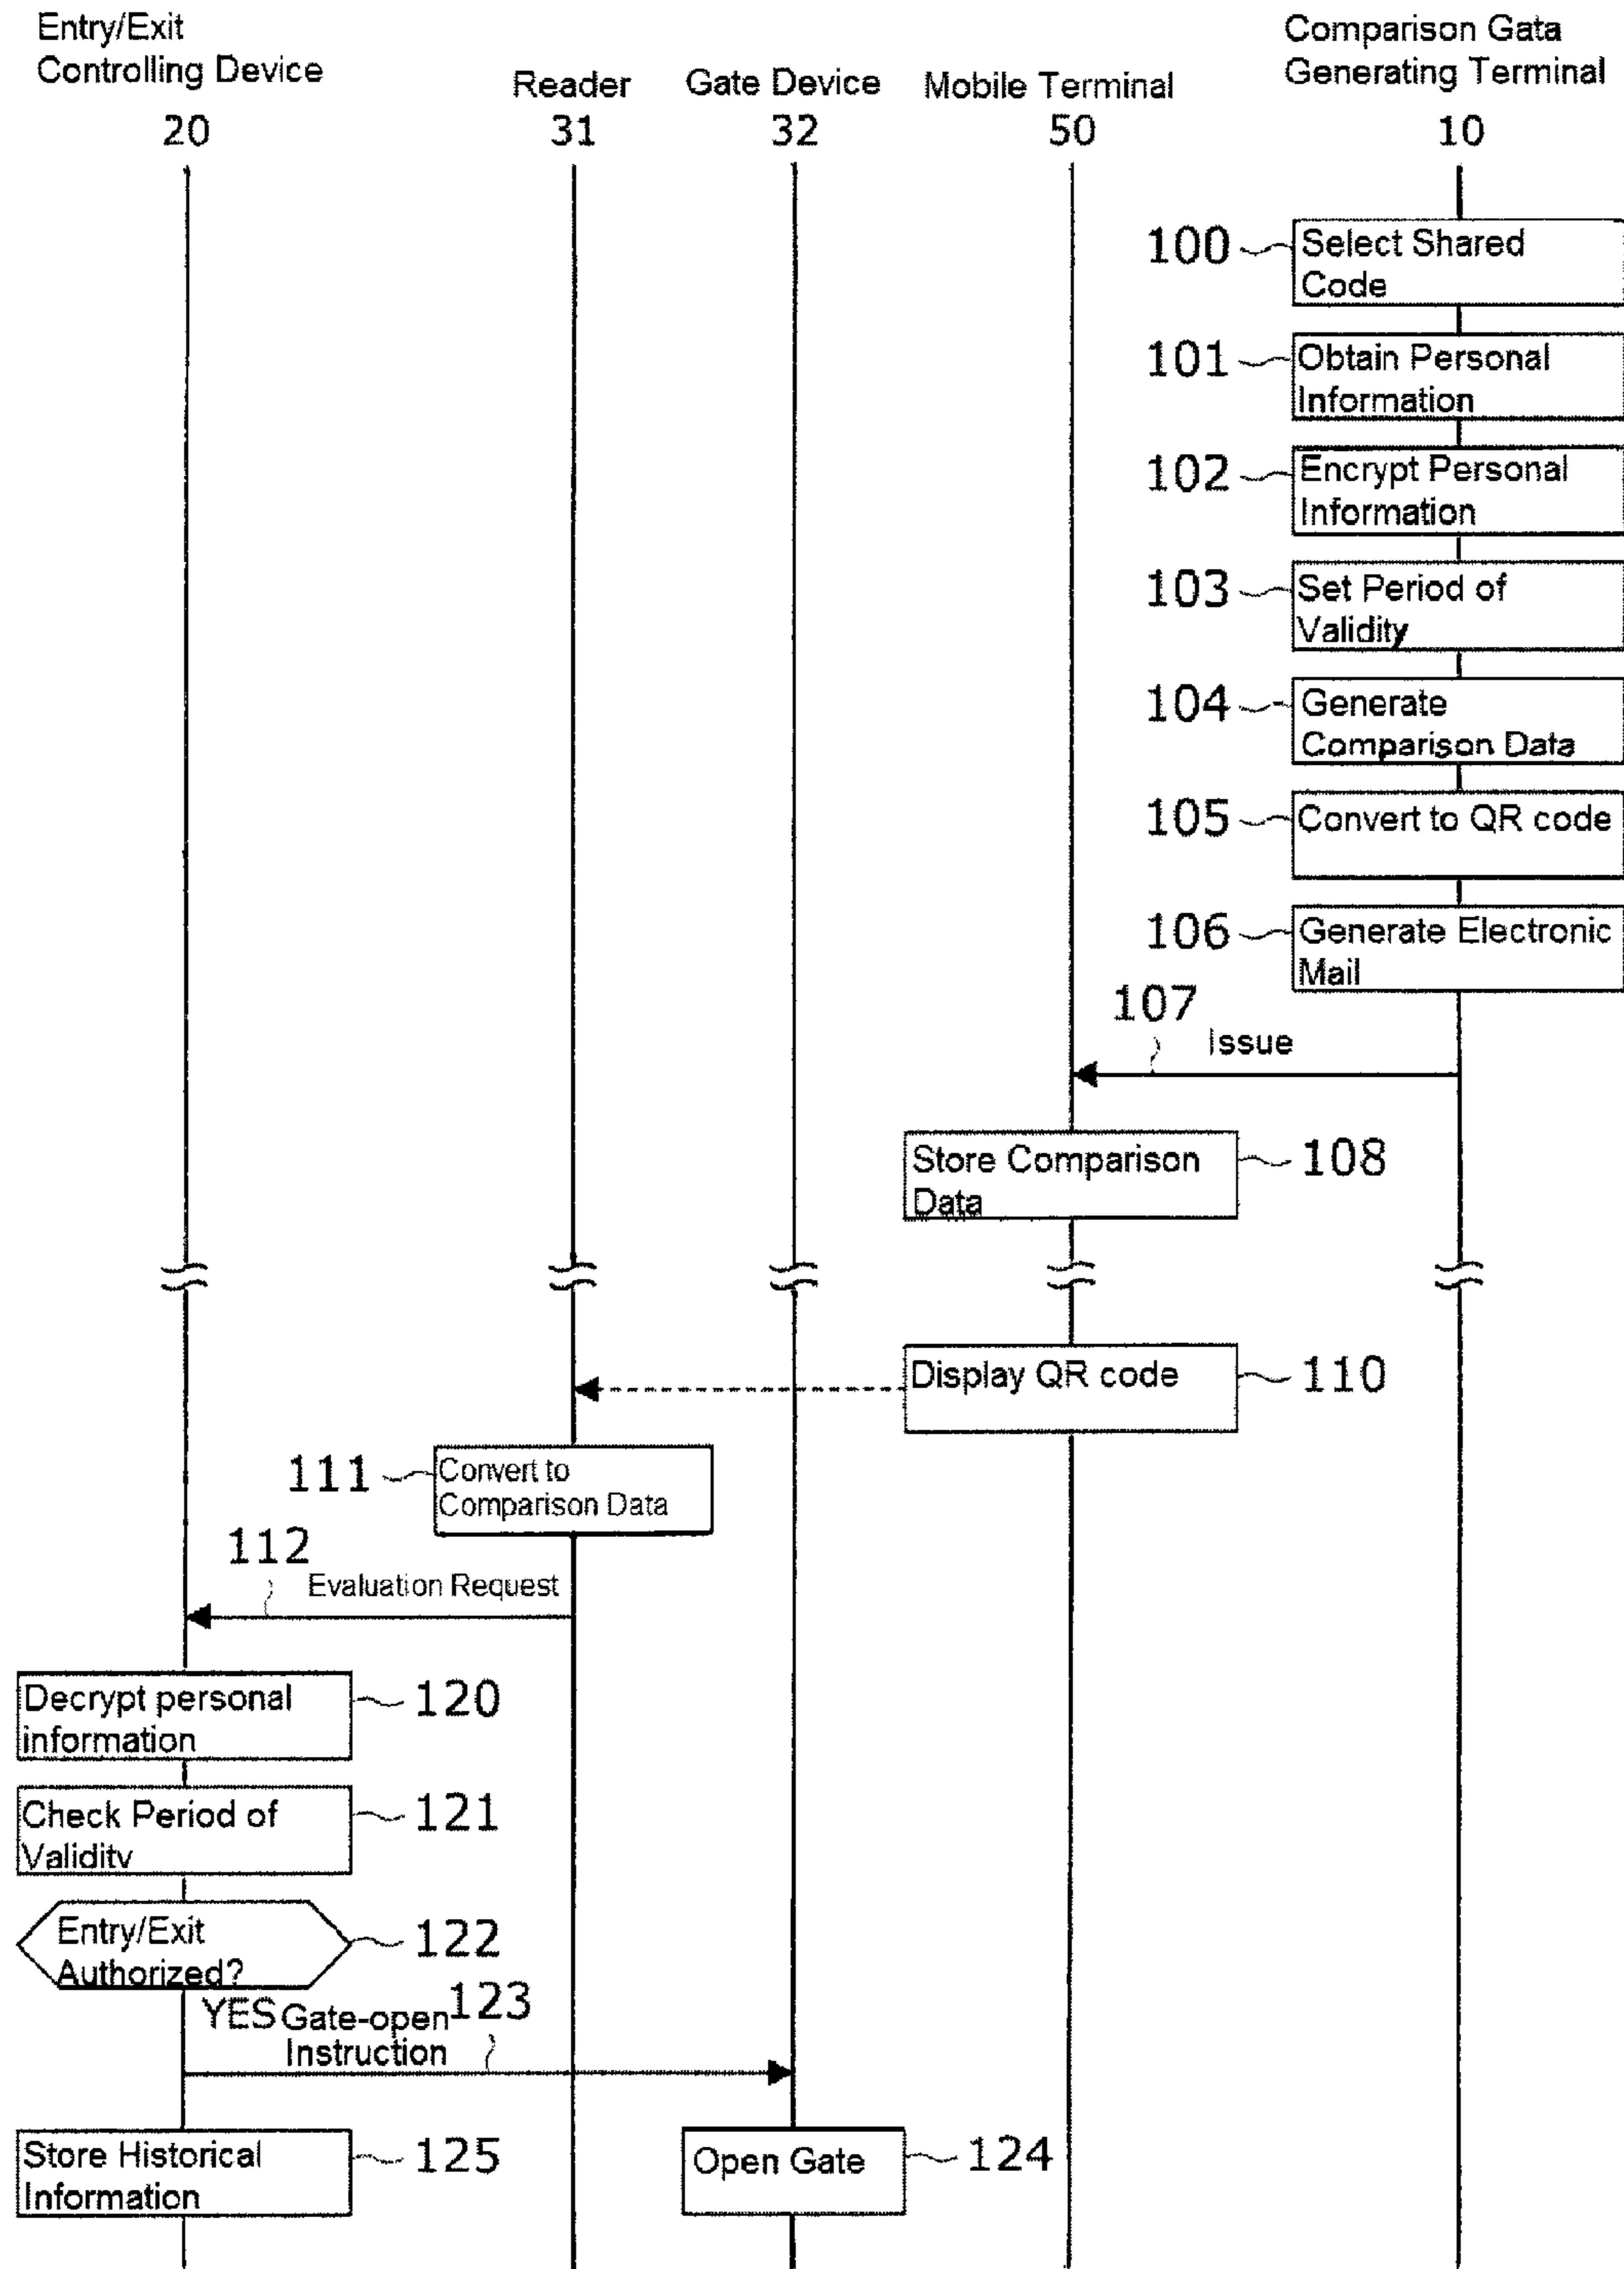 Entry/Exit
Controlling Device
20
Reader
31
Gate Device
32
Mobile Terminal
50
Comparison Gata
Generating Terminal
10
100
Select Shared
Code
101
Obtain Personal
Information
102
Encrypt Personal
Information
103
Set Period of
Validity
104
Generate
Comparison Data
105
Convert to QR code
106
Generate Electronic
Mail
107
Issue
Store Comparison
Data
108
Display QR code
110
111
Convert to
Comparison Data
112
Evaluation Request
Decrypt personal
information
120
Check Period of
Validity
121
Entry/Exit
Authorized?
122
YES
Gate-open
Instruction
123
Store Historical
Information
125
Open Gate
124